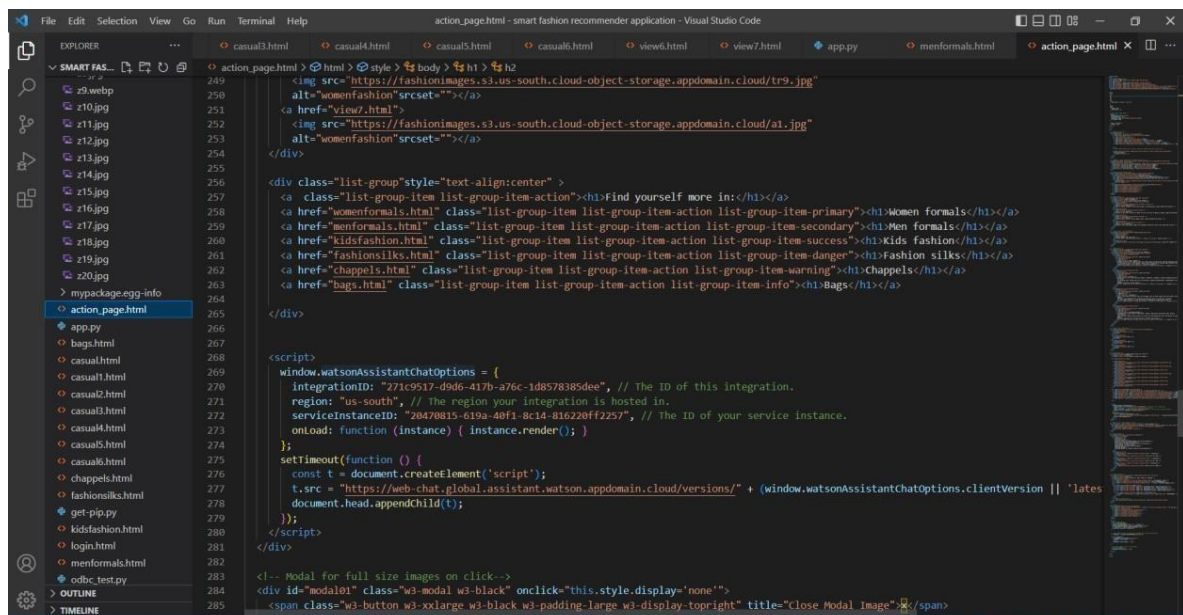 File Edit Selection View Go Run Terminal Help
action_page.html - smart fashion recommender application - Visual Studio Code
EXPLORER
casual3.html casual4.html casual5.html casual6.html view6.html view7.html app.py menformals.html action_page.html
SMART FAS...
action_page.html > html > style > body > h1 > h2
z9.webp
z10.jpg
z11.jpg
z12.jpg
z13.jpg
z14.jpg
z15.jpg
z16.jpg
z17.jpg
z18.jpg
z19.jpg
z20.jpg
mypackage.egg-info
action_page.html
app.py
bags.html
casual.html
casual1.html
casual2.html
casual3.html
casual4.html
casual5.html
casual6.html
chappels.html
fashionsilks.html
get-pip.py
kidsfashion.html
login.html
menformals.html
odbc_test.py
OUTLINE
TIMELINE
249 <img src="https://fashionimages.s3.us-south.cloud-object-storage.appdomain.cloud/tr9.jpg"
250 alt="womenfashion"srcset=""></a>
251 <a href="view7.html">
252 <img src="https://fashionimages.s3.us-south.cloud-object-storage.appdomain.cloud/a1.jpg"
253 alt="womenfashion"srcset=""></a>
254 </div>
255
256 <div class="list-group"style="text-align:center" >
257 <a  class="list-group-item list-group-item-action"><h1>Find yourself more in:</h1></a>
258 <a href="womenformals.html" class="list-group-item list-group-item-action list-group-item-primary"><h1>Women formals</h1></a>
259 <a href="menformals.html" class="list-group-item list-group-item-action list-group-item-secondary"><h1>Men formals</h1></a>
260 <a href="kidsfashion.html" class="list-group-item list-group-item-action list-group-item-success"><h1>Kids fashion</h1></a>
261 <a href="fashionsilks.html" class="list-group-item list-group-item-action list-group-item-danger"><h1>Fashion silks</h1></a>
262 <a href="chappels.html" class="list-group-item list-group-item-action list-group-item-warning"><h1>Chappels</h1></a>
263 <a href="bags.html" class="list-group-item list-group-item-action list-group-item-info"><h1>Bags</h1></a>
264
265 </div>
266
267
268 <script>
269 window.watsonAssistantChatOptions = {
270 integrationID: "271c9517-d9d6-417b-a76c-1d8578385dee", // The ID of this integration.
271 region: "us-south", // The region your integration is hosted in.
272 serviceInstanceID: "20470815-619a-40f1-8c14-816220ff2257", // The ID of your service instance.
273 onLoad: function (instance) { instance.render(); }
274 };
275 setTimeout(function () {
276 const t = document.createElement('script');
277 t.src = "https://web-chat.global.assistant.watson.appdomain.cloud/versions/" + (window.watsonAssistantChatOptions.clientVersion || 'lates
278 document.head.appendChild(t);
279 });
280 </script>
281 </div>
282
283 <!-- Modal for full size images on click-->
284 <div id="modal01" class="w3-modal w3-black" onclick="this.style.display='none'">
285 <span class="w3-button w3-xxlarge w3-black w3-padding-large w3-display-topright" title="Close Modal Image">×</span>